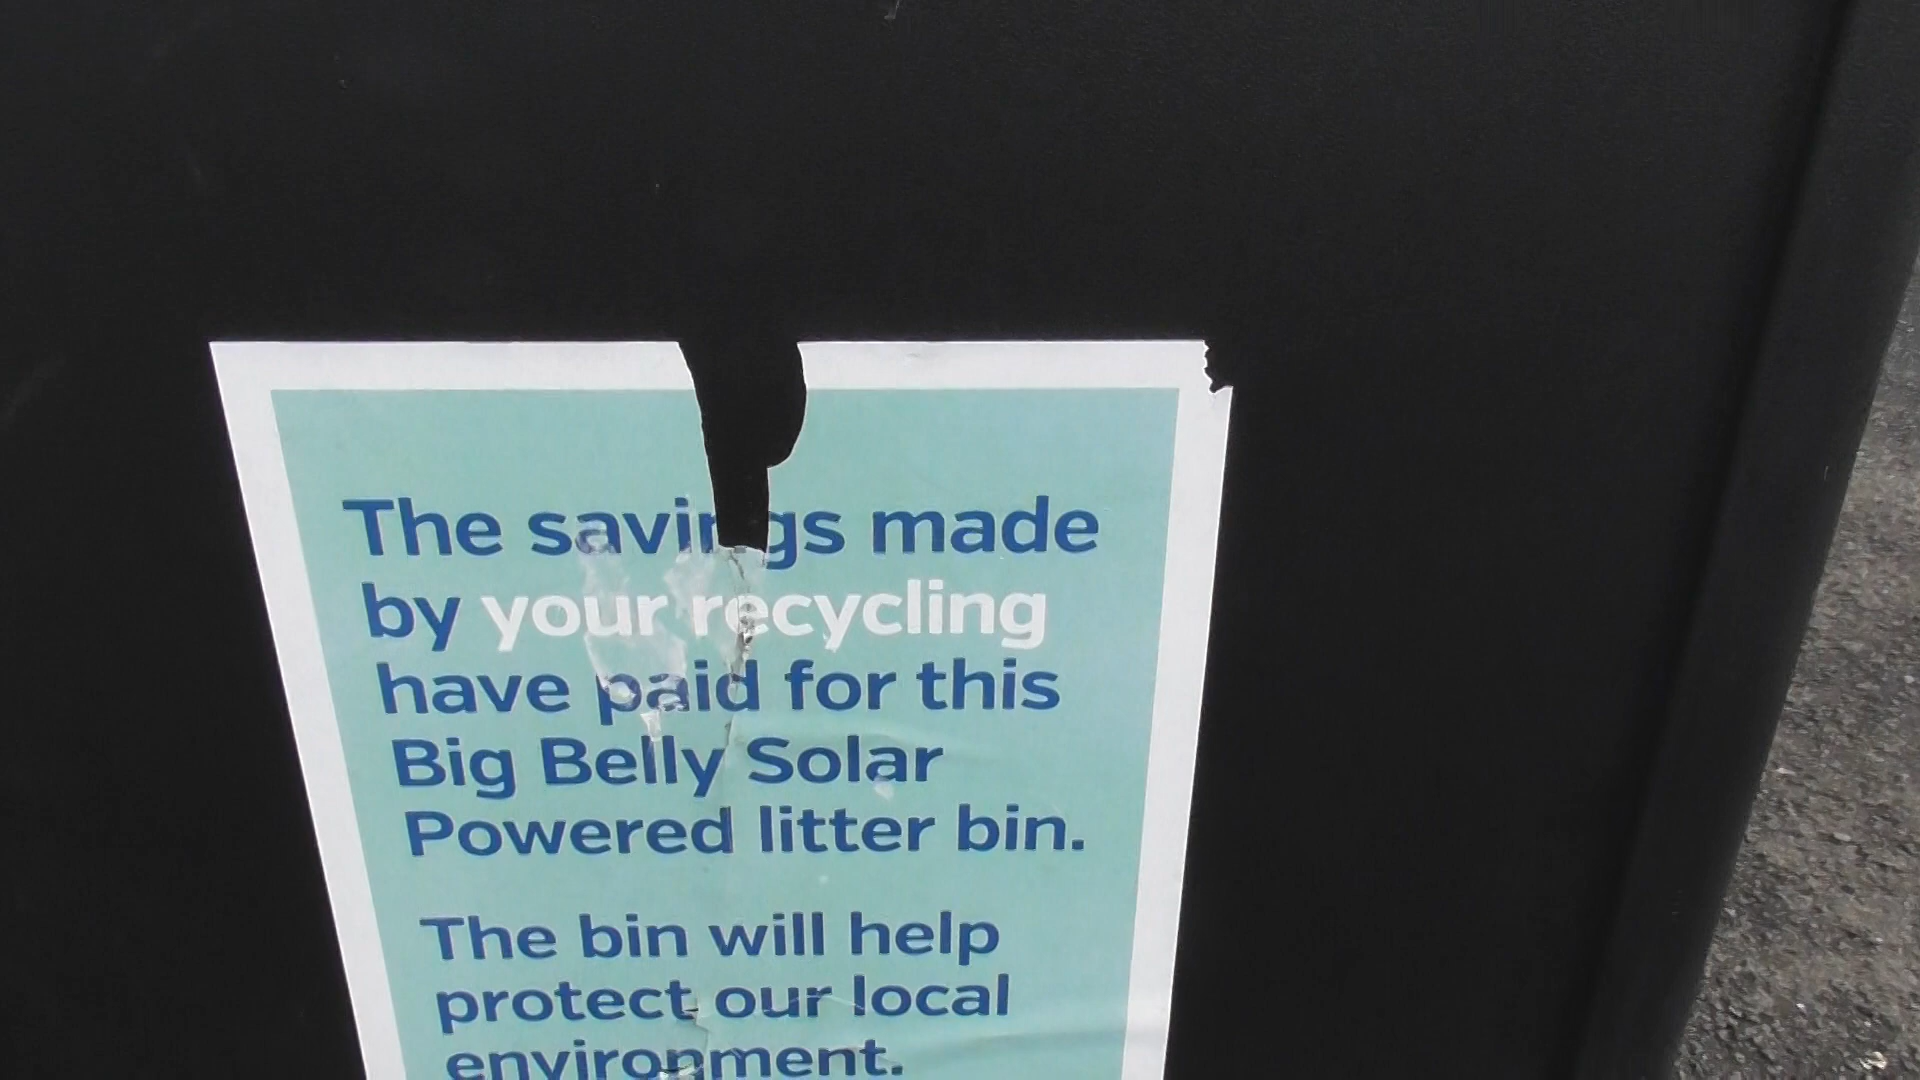 The savings made
by your recycling
have paid for this
Big Belly Solar
Powered litter bin.
The bin will help
protect our local
environment.